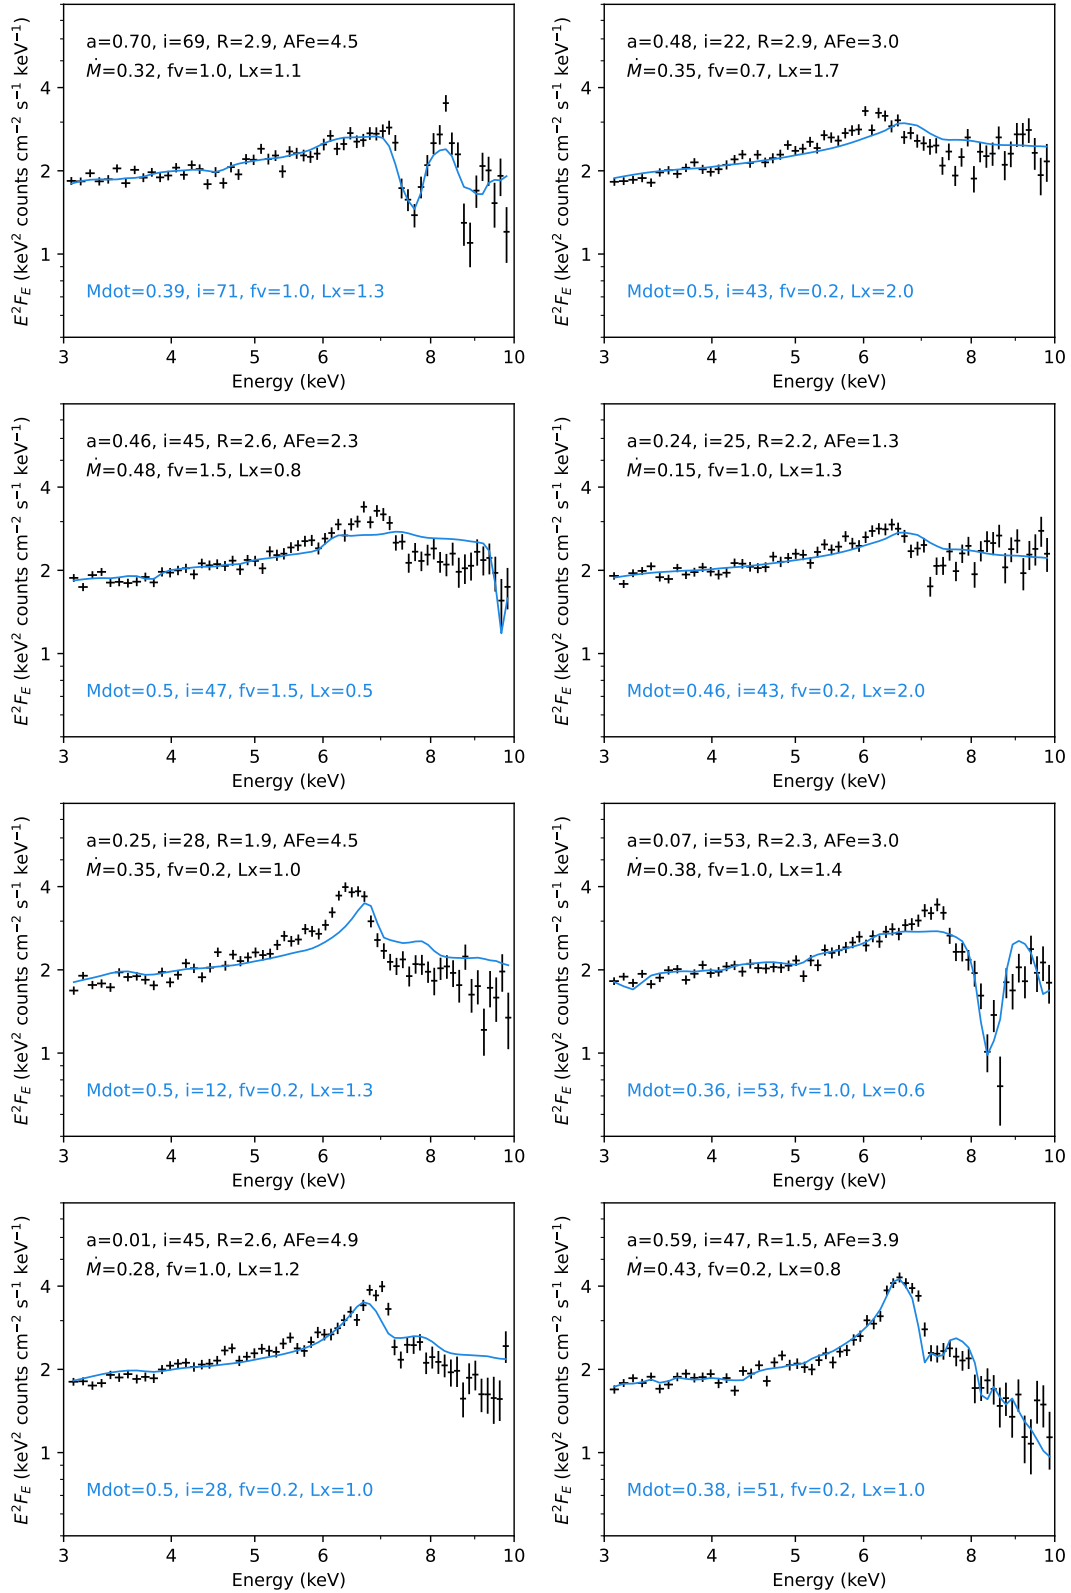 a=0.70, i=69, R=2.9, AFe=4.5
Ṁ=0.32, fv=1.0, Lx=1.1
Mdot=0.39, i=71, fv=1.0, Lx=1.3
E²F_E (keV² counts cm⁻² s⁻¹ keV⁻¹)
4
2
1
3 4 5 6 8 10
Energy (keV)
a=0.48, i=22, R=2.9, AFe=3.0
Ṁ=0.35, fv=0.7, Lx=1.7
Mdot=0.5, i=43, fv=0.2, Lx=2.0
E²F_E (keV² counts cm⁻² s⁻¹ keV⁻¹)
4
2
1
3 4 5 6 8 10
Energy (keV)
a=0.46, i=45, R=2.6, AFe=2.3
Ṁ=0.48, fv=1.5, Lx=0.8
Mdot=0.5, i=47, fv=1.5, Lx=0.5
E²F_E (keV² counts cm⁻² s⁻¹ keV⁻¹)
4
2
1
3 4 5 6 8 10
Energy (keV)
a=0.24, i=25, R=2.2, AFe=1.3
Ṁ=0.15, fv=1.0, Lx=1.3
Mdot=0.46, i=43, fv=0.2, Lx=2.0
E²F_E (keV² counts cm⁻² s⁻¹ keV⁻¹)
4
2
1
3 4 5 6 8 10
Energy (keV)
a=0.25, i=28, R=1.9, AFe=4.5
Ṁ=0.35, fv=0.2, Lx=1.0
Mdot=0.5, i=12, fv=0.2, Lx=1.3
E²F_E (keV² counts cm⁻² s⁻¹ keV⁻¹)
4
2
1
3 4 5 6 8 10
Energy (keV)
a=0.07, i=53, R=2.3, AFe=3.0
Ṁ=0.38, fv=1.0, Lx=1.4
Mdot=0.36, i=53, fv=1.0, Lx=0.6
E²F_E (keV² counts cm⁻² s⁻¹ keV⁻¹)
4
2
1
3 4 5 6 8 10
Energy (keV)
a=0.01, i=45, R=2.6, AFe=4.9
Ṁ=0.28, fv=1.0, Lx=1.2
Mdot=0.5, i=28, fv=0.2, Lx=1.0
E²F_E (keV² counts cm⁻² s⁻¹ keV⁻¹)
4
2
1
3 4 5 6 8 10
Energy (keV)
a=0.59, i=47, R=1.5, AFe=3.9
Ṁ=0.43, fv=0.2, Lx=0.8
Mdot=0.38, i=51, fv=0.2, Lx=1.0
E²F_E (keV² counts cm⁻² s⁻¹ keV⁻¹)
4
2
1
3 4 5 6 8 10
Energy (keV)